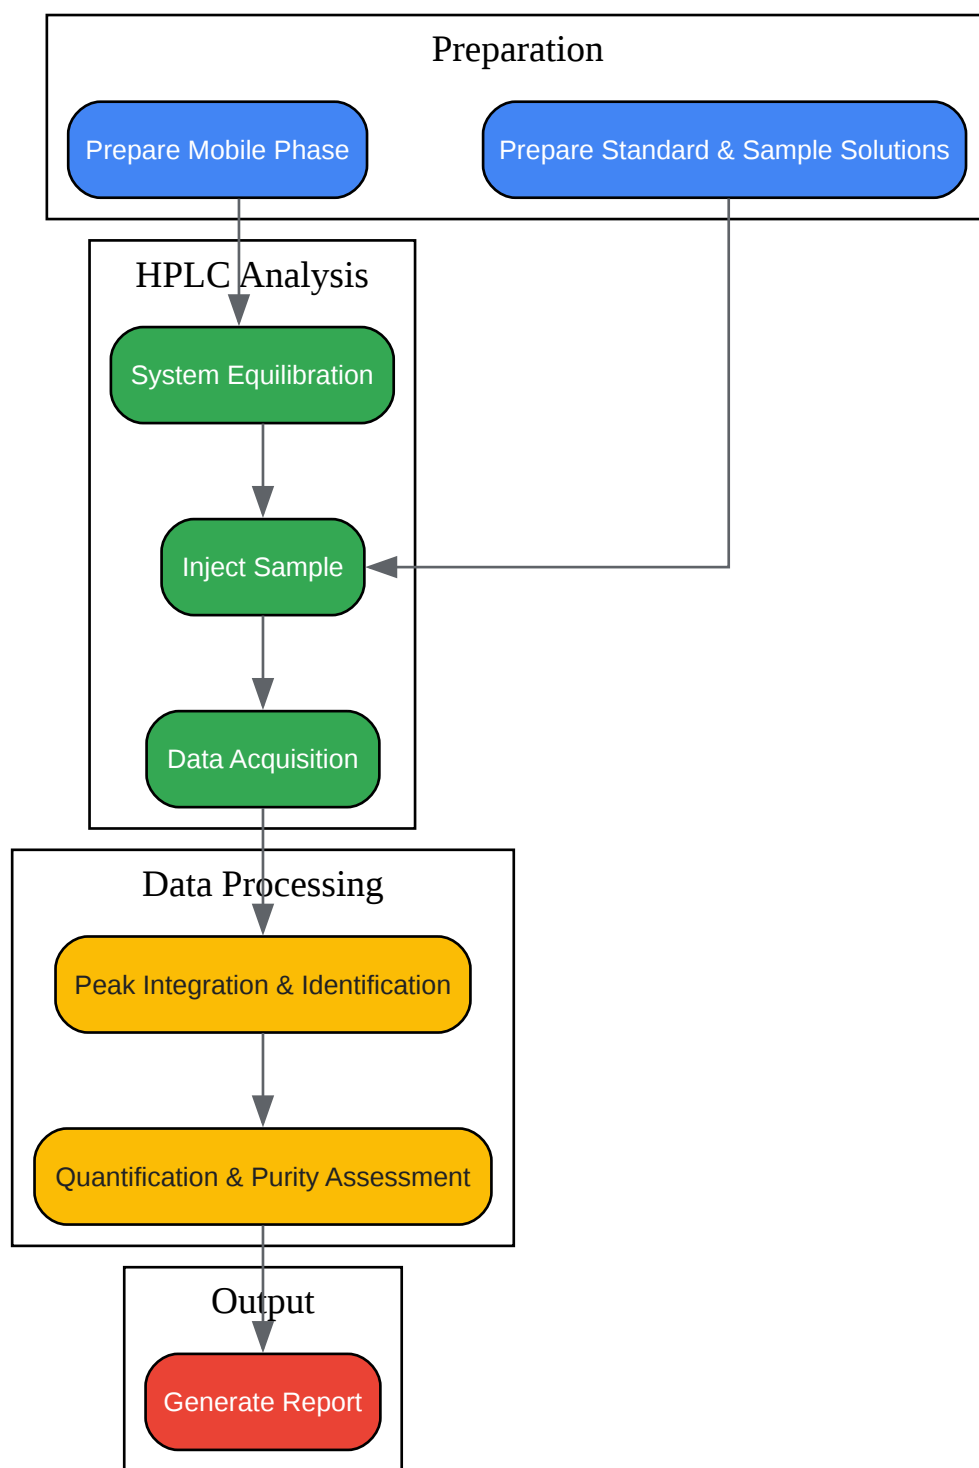 Preparation
Prepare Mobile Phase
Prepare Standard & Sample Solutions
HPLC Analysis
System Equilibration
Inject Sample
Data Acquisition
Data Processing
Peak Integration & Identification
Quantification & Purity Assessment
Output
Generate Report